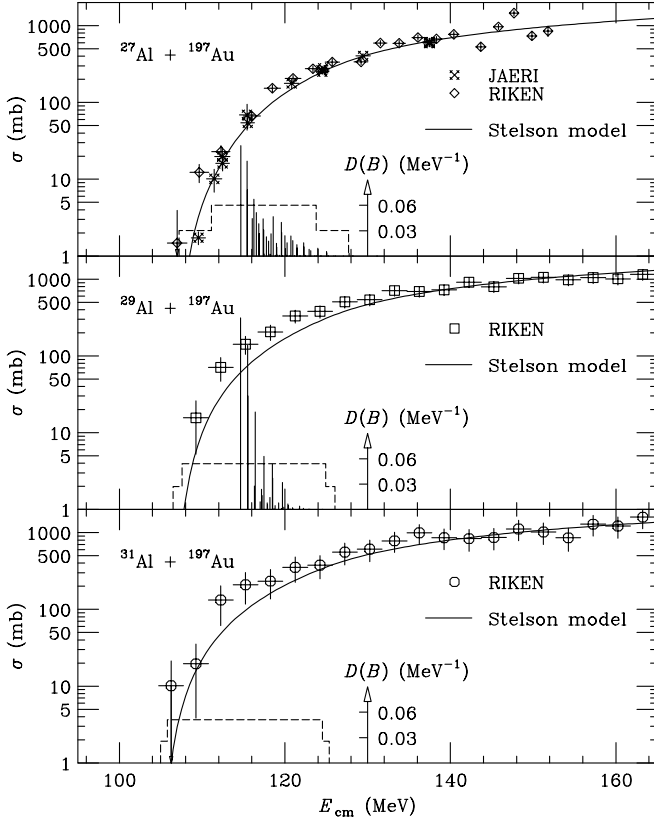 1000
500
100
50
10
5
1
σ (mb)
²⁷Al + ¹⁹⁷Au
JAERI
RIKEN
Stelson model
D(B) (MeV⁻¹)
0.06
0.03
1000
500
100
50
10
5
1
σ (mb)
²⁹Al + ¹⁹⁷Au
RIKEN
Stelson model
D(B) (MeV⁻¹)
0.06
0.03
1000
500
100
50
10
5
1
σ (mb)
³¹Al + ¹⁹⁷Au
RIKEN
Stelson model
D(B) (MeV⁻¹)
0.06
0.03
100 120 140 160
E_cm (MeV)